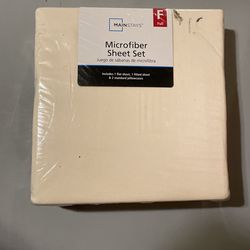 MAINSTAYS
F
Full
Microfiber
Sheet Set
Juego de sábanas de microfibra
Includes 1 flat sheet, 1 fitted sheet
& 2 standard pillowcases